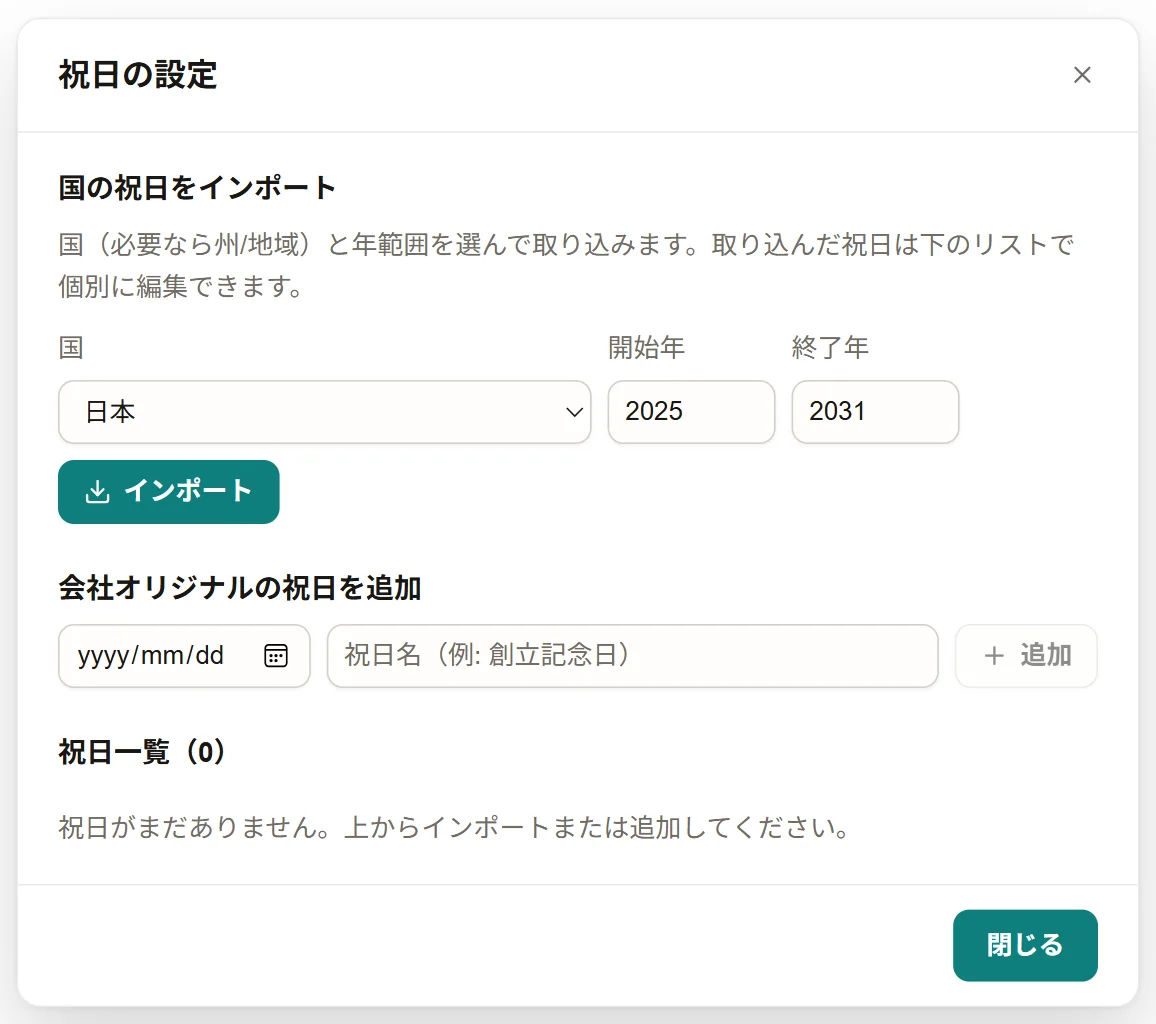 祝日の設定
国の祝日をインポート
国（必要なら州/地域）と年範囲を選んで取り込みます。取り込んだ祝日は下のリストで
個別に編集できます。
国 開始年 終了年
日本 2025 2031
インポート
会社オリジナルの祝日を追加
yyyy/mm/dd 祝日名（例: 創立記念日） 追加
祝日一覧（0）
祝日がまだありません。上からインポートまたは追加してください。
閉じる